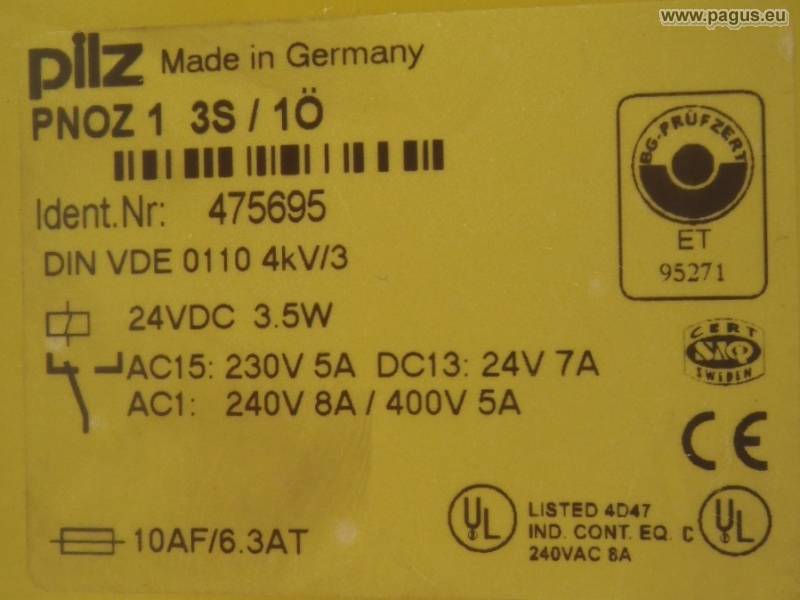 www.pagus.eu
pilz Made in Germany
PNOZ 1 3S / 1Ö
BG-PRÜFZERT
Ident.Nr: 475695
ET
DIN VDE 0110 4kV/3
95271
24VDC 3.5W
CERT
SWEDEN
AC15: 230V 5A DC13: 24V 7A
AC1: 240V 8A / 400V 5A
CE
UL
LISTED 4D47
IND. CONT. EQ.
240VAC 8A
C UL
10AF/6.3AT